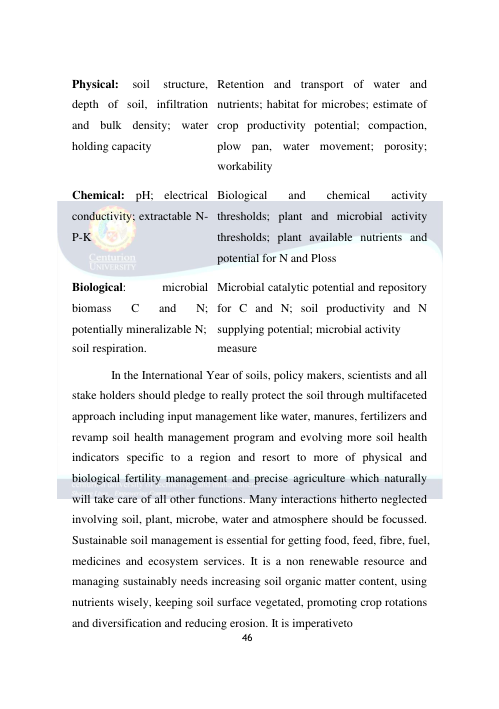 Physical: soil structure, Retention and transport of water and
depth of soil, infiltration nutrients; habitat for microbes; estimate of
and bulk density; water crop productivity potential; compaction,
holding capacity plow pan, water movement; porosity;
workability
Chemical: pH; electrical Biological and chemical activity
conductivity; extractable N- thresholds; plant and microbial activity
P-K thresholds; plant available nutrients and
potential for N and Ploss
Centurion
UNIVERSITY
Biological: microbial Microbial catalytic potential and repository
biomass C and N; for C and N; soil productivity and N
potentially mineralizable N; supplying potential; microbial activity
soil respiration. measure
In the International Year of soils, policy makers, scientists and all
stake holders should pledge to really protect the soil through multifaceted
approach including input management like water, manures, fertilizers and
revamp soil health management program and evolving more soil health
indicators specific to a region and resort to more of physical and
biological fertility management and precise agriculture which naturally
will take care of all other functions. Many interactions hitherto neglected
involving soil, plant, microbe, water and atmosphere should be focussed.
Sustainable soil management is essential for getting food, feed, fibre, fuel,
medicines and ecosystem services. It is a non renewable resource and
managing sustainably needs increasing soil organic matter content, using
nutrients wisely, keeping soil surface vegetated, promoting crop rotations
and diversification and reducing erosion. It is imperativeto
46